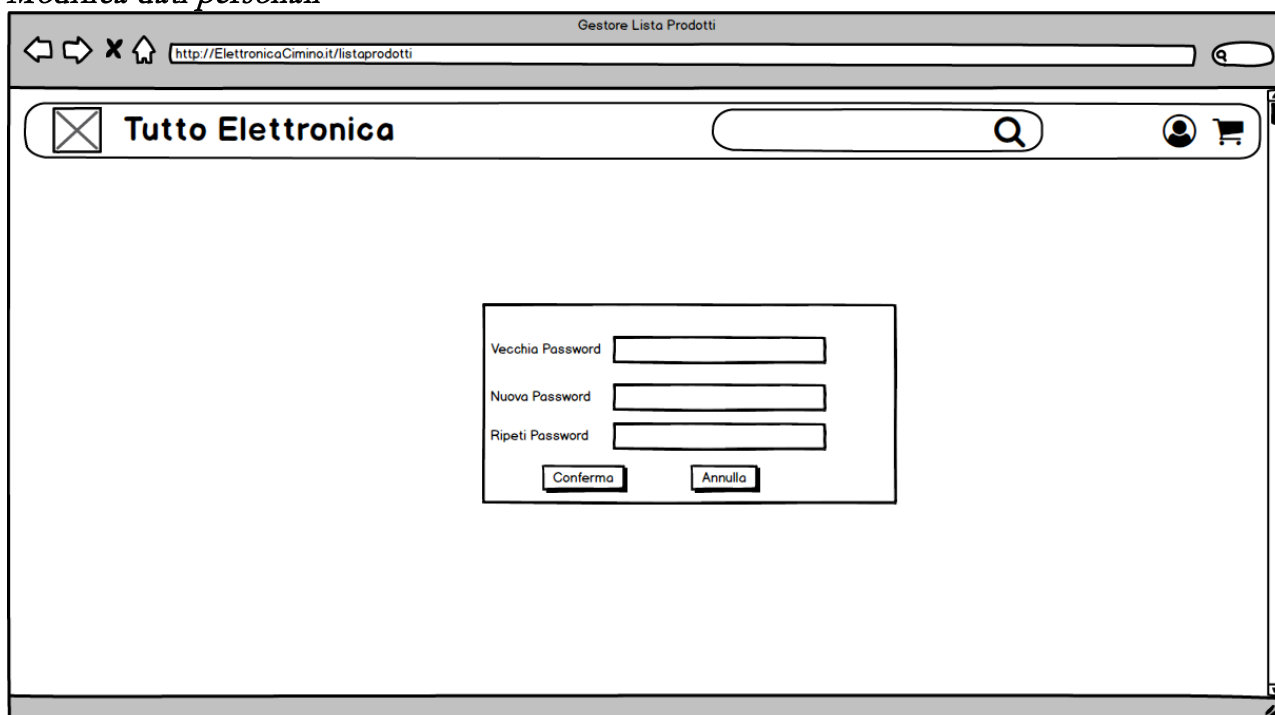 Modifica dati personali
Gestore Lista Prodotti
http://ElettronicaCimino.it/listaprodotti
Tutto Elettronica
Vecchia Password
Nuova Password
Ripeti Password
Conferma Annulla